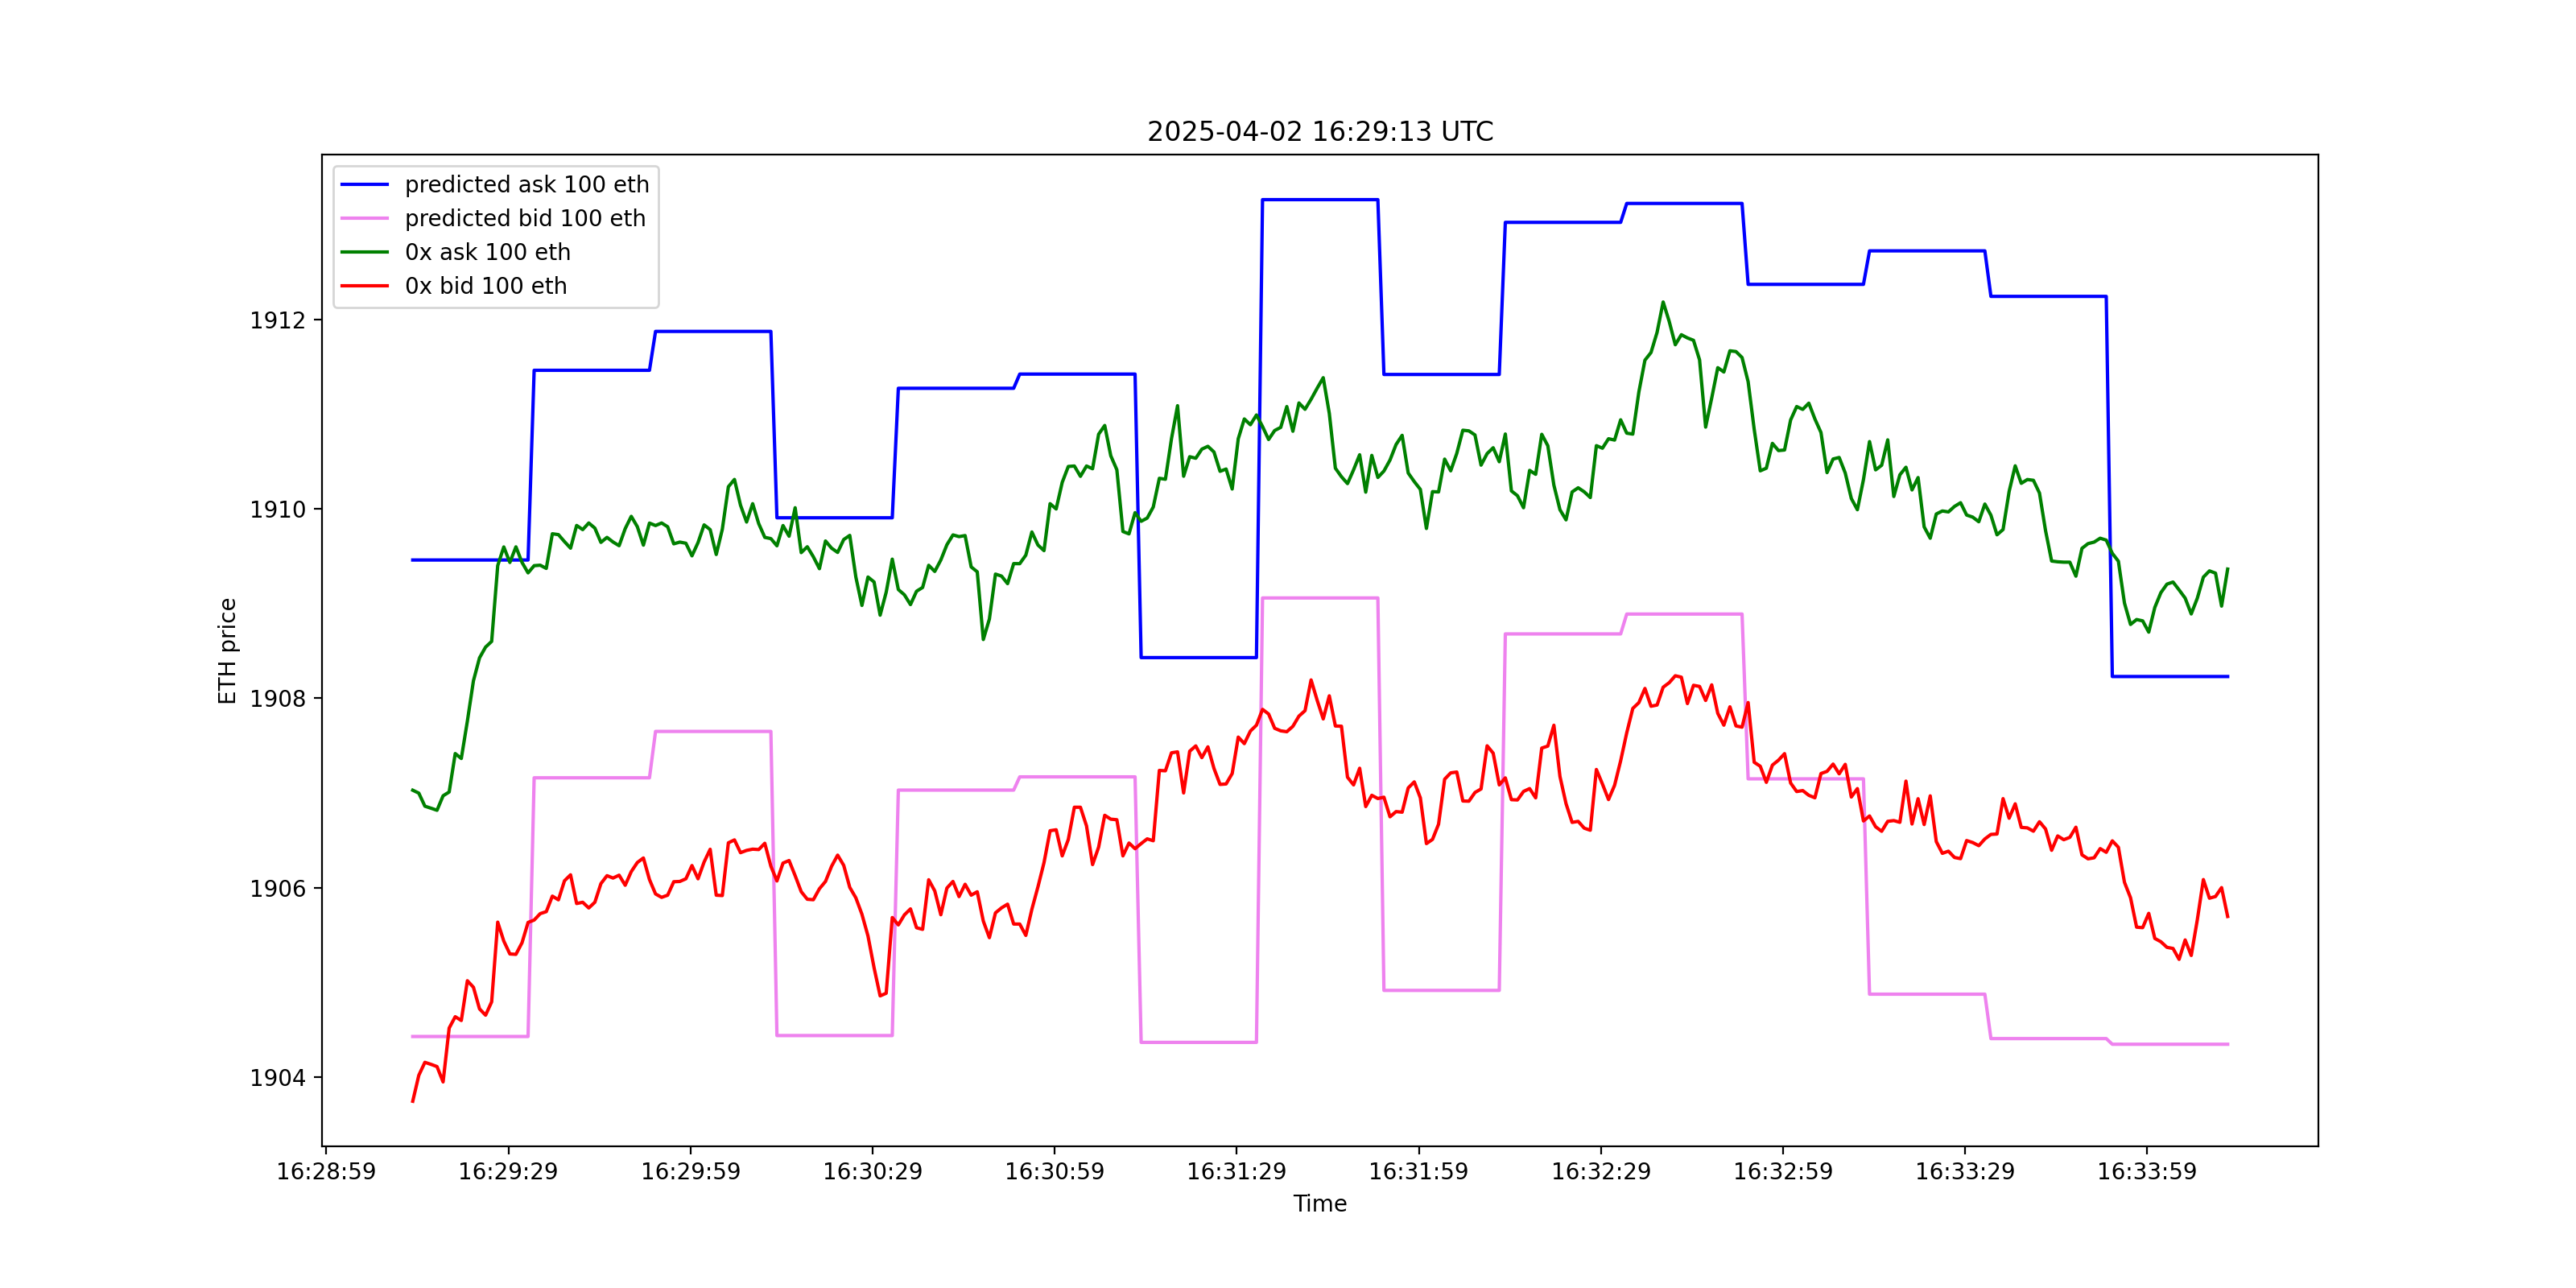 2025-04-02 16:29:13 UTC
predicted ask 100 eth
predicted bid 100 eth
0x ask 100 eth
0x bid 100 eth
1912
1910
1908
1906
1904
ETH price
16:28:59 16:29:29 16:29:59 16:30:29 16:30:59 16:31:29 16:31:59 16:32:29 16:32:59 16:33:29 16:33:59
Time